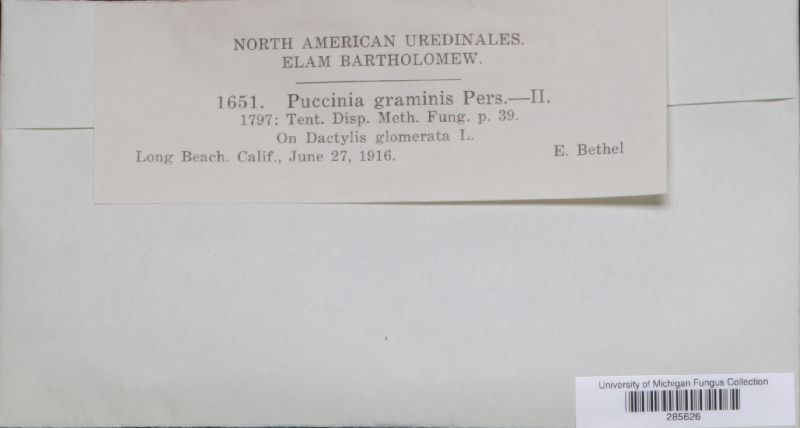 NORTH AMERICAN UREDINALES.
ELAM BARTHOLOMEW.
1651. Puccinia graminis Pers.—II.
1797: Tent. Disp. Meth. Fung. p. 39.
On Dactylis glomerata L.
Long Beach. Calif., June 27, 1916. E. Bethel
University of Michigan Fungus Collection
285626